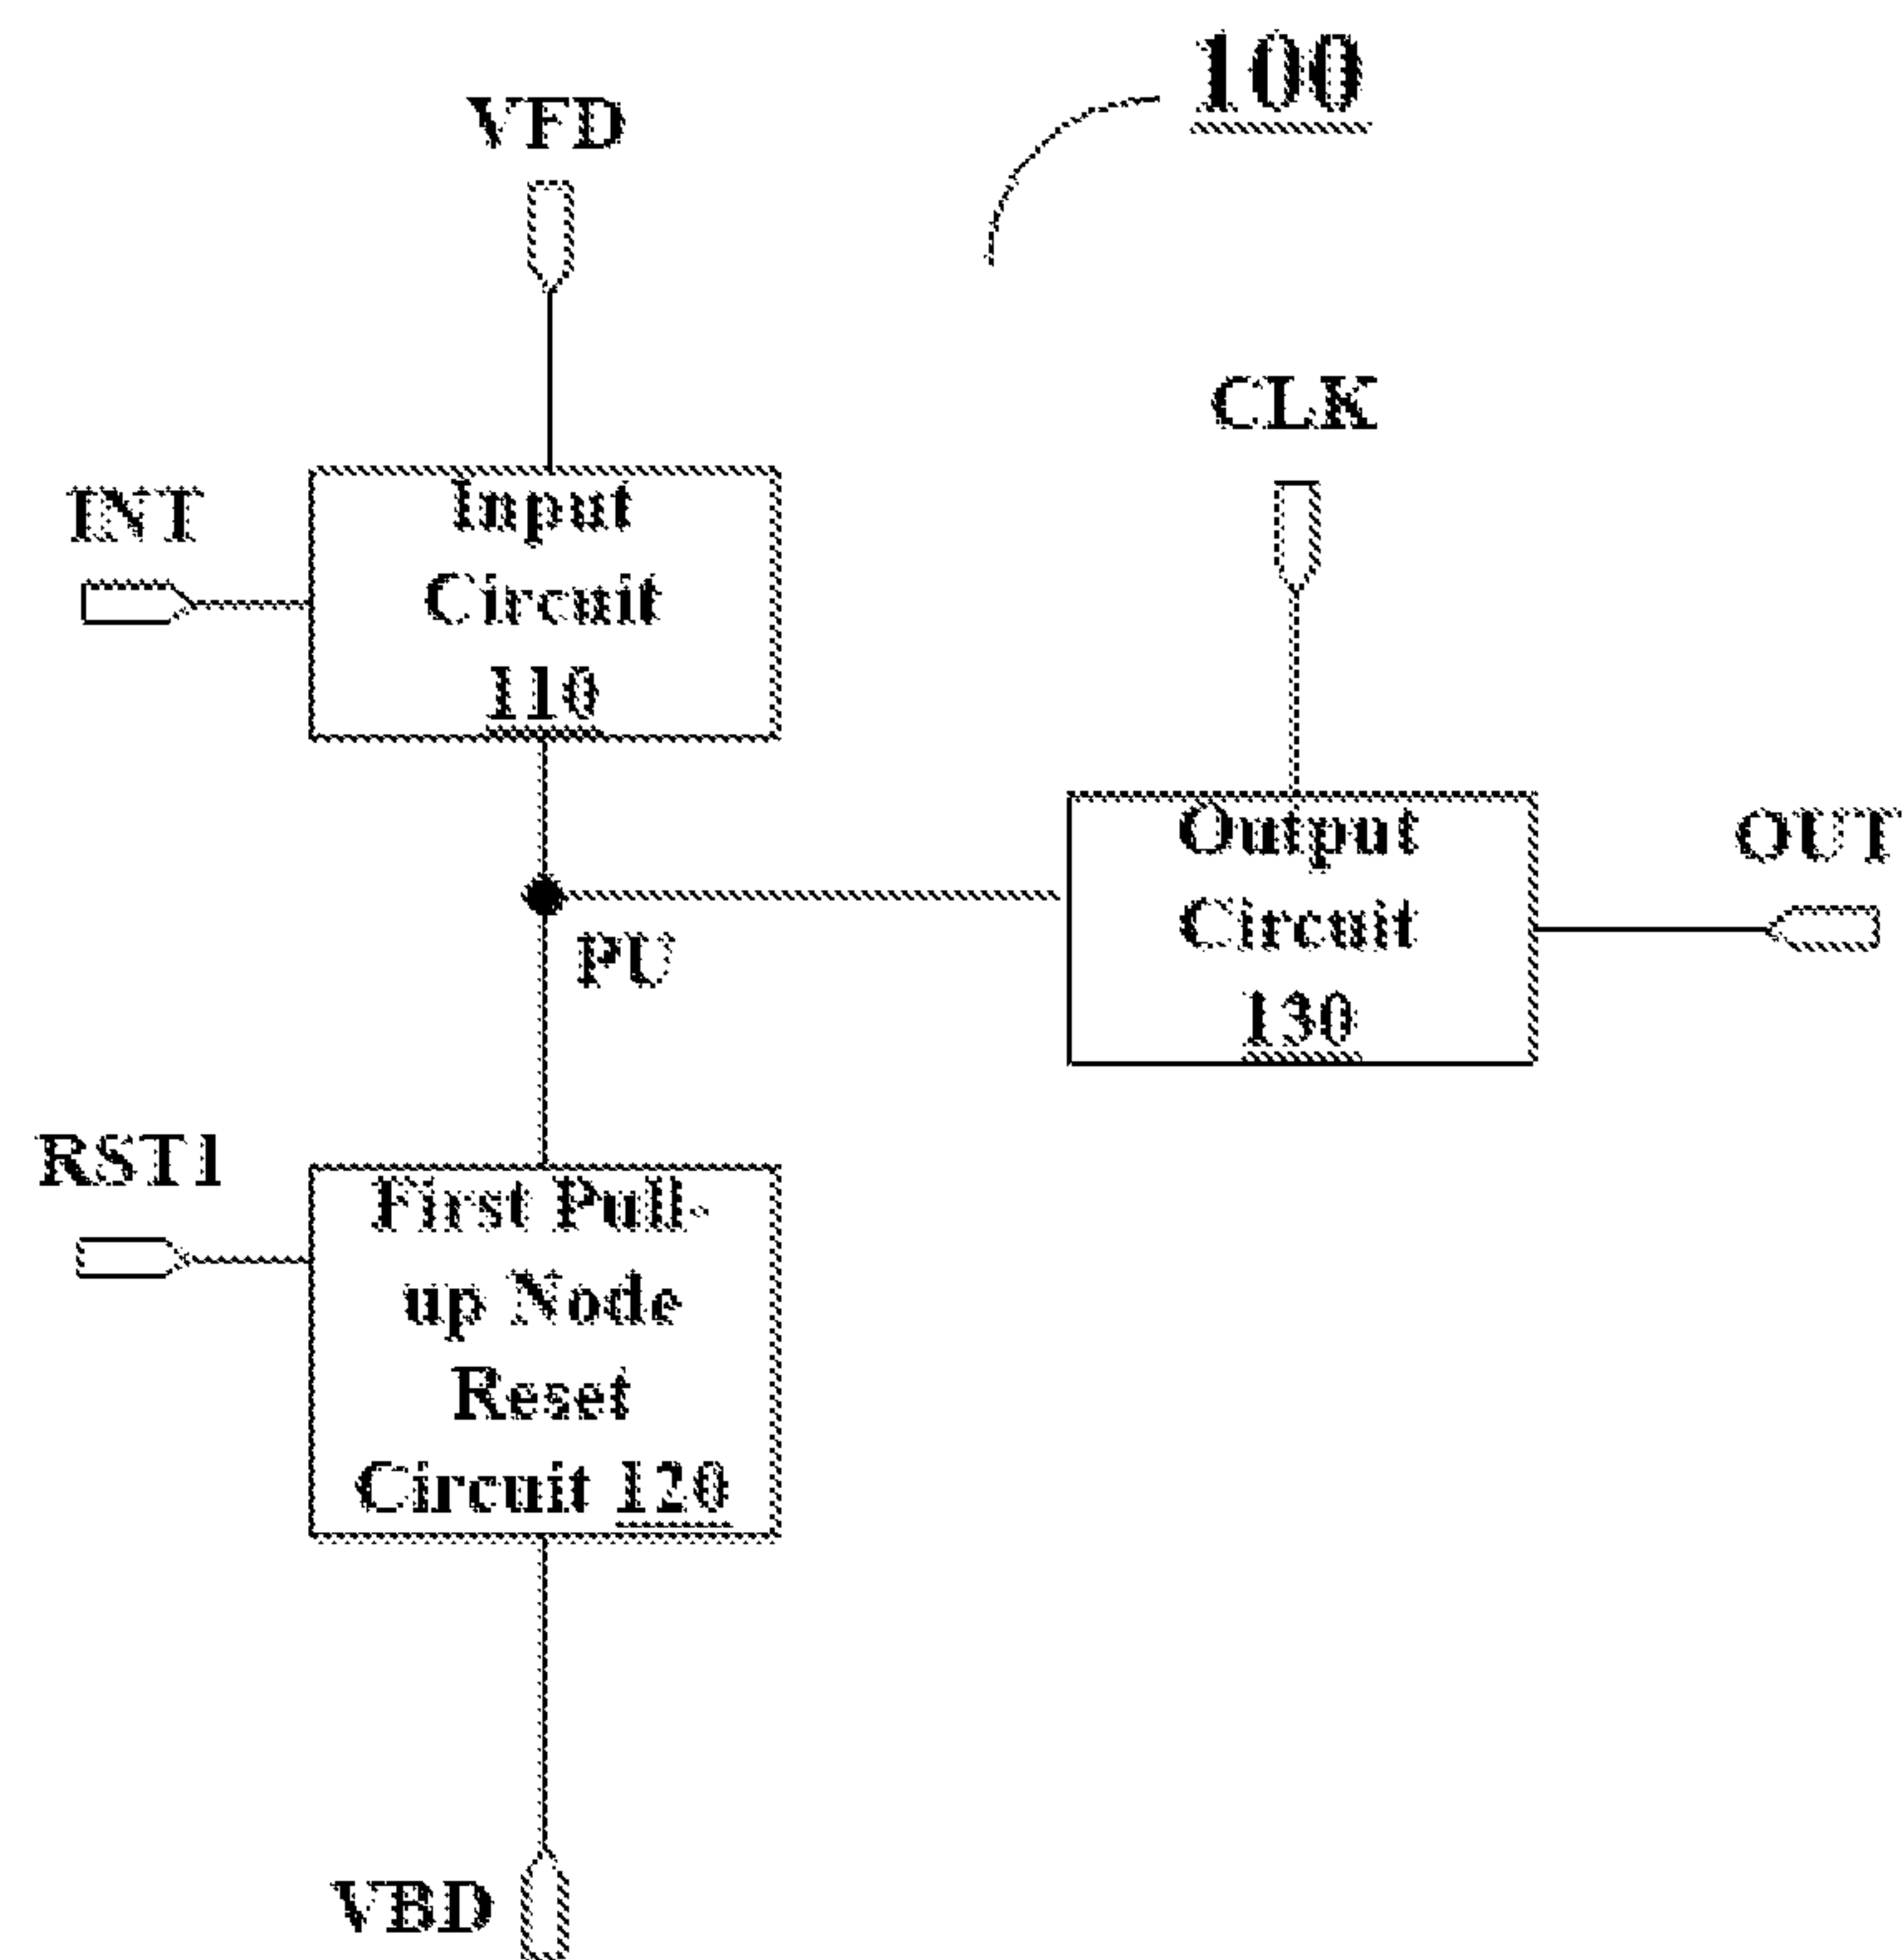 100
VFD
CLK
INT
Input
Circuit
110
OUT
Output
Circuit
130
PU
RST1
First Pull-
up Node
Reset
Circuit 120
VBD